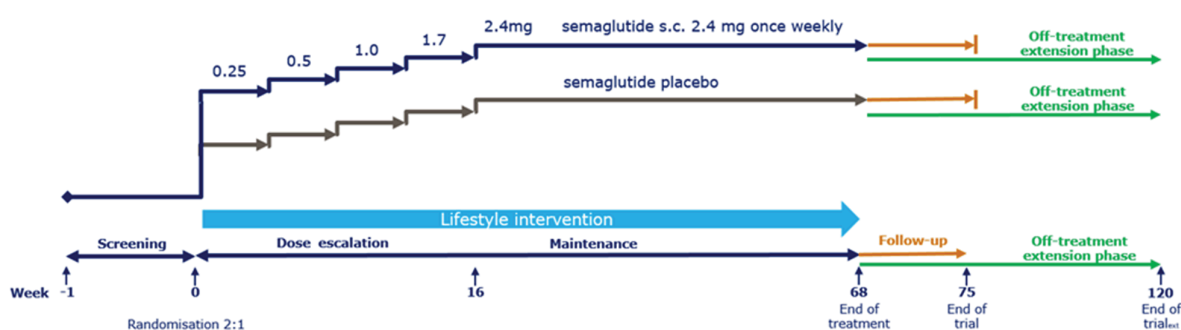 2.4mg semaglutide s.c. 2.4 mg once weekly
1.7
1.0
0.5
0.25
Off-treatment
extension phase
semaglutide placebo
Off-treatment
extension phase
Lifestyle intervention
Screening
Dose escalation
Maintenance
Follow-up
Off-treatment
extension phase
Week -1 0 16 68 75 120
End of
treatment
End of
trial
End of
trialext
Randomisation 2:1